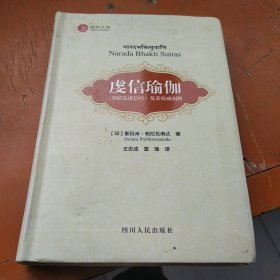 नारदभक्तिसूत्राणि
Narada Bhakti Sutras
虔信瑜伽
《拿拉达虔信经》及其权威阐释
［印］斯瓦米·帕拉瓦南达 著
Swami Prabhavananda
王志成 富瑜 译
四川人民出版社